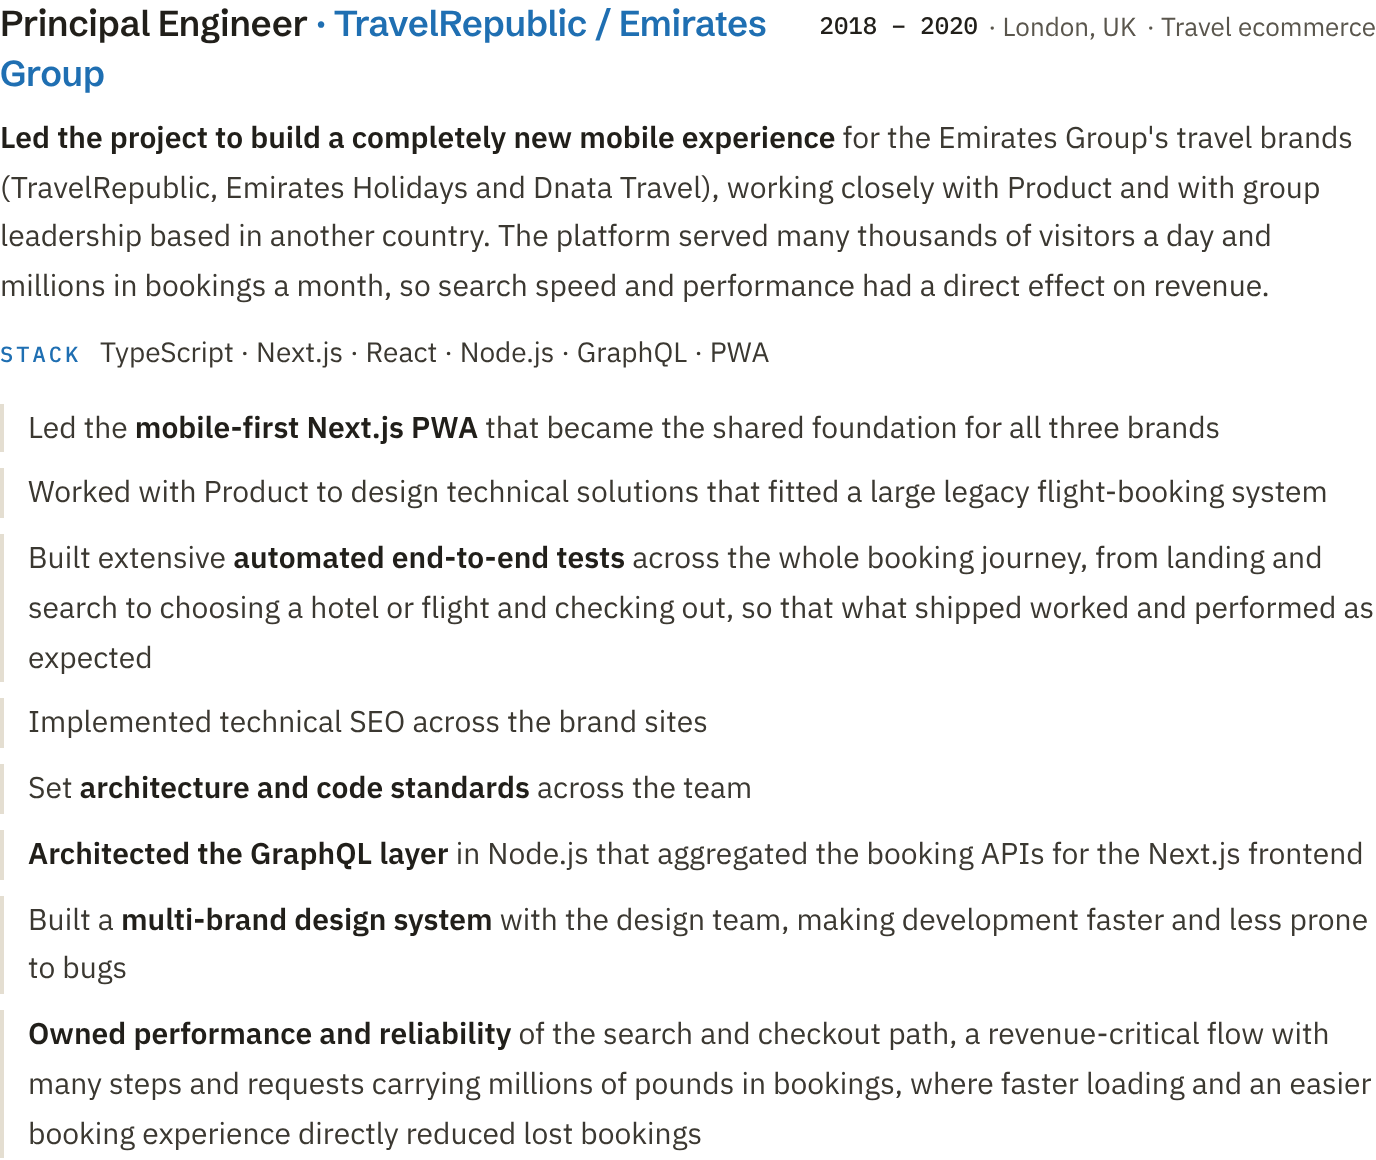 Principal Engineer · TravelRepublic / Emirates Group
2018 – 2020 · London, UK · Travel ecommerce
Led the project to build a completely new mobile experience for the Emirates Group's travel brands
(TravelRepublic, Emirates Holidays and Dnata Travel), working closely with Product and with group
leadership based in another country. The platform served many thousands of visitors a day and
millions in bookings a month, so search speed and performance had a direct effect on revenue.
STACK TypeScript · Next.js · React · Node.js · GraphQL · PWA
Led the mobile-first Next.js PWA that became the shared foundation for all three brands
Worked with Product to design technical solutions that fitted a large legacy flight-booking system
Built extensive automated end-to-end tests across the whole booking journey, from landing and
search to choosing a hotel or flight and checking out, so that what shipped worked and performed as
expected
Implemented technical SEO across the brand sites
Set architecture and code standards across the team
Architected the GraphQL layer in Node.js that aggregated the booking APIs for the Next.js frontend
Built a multi-brand design system with the design team, making development faster and less prone
to bugs
Owned performance and reliability of the search and checkout path, a revenue-critical flow with
many steps and requests carrying millions of pounds in bookings, where faster loading and an easier
booking experience directly reduced lost bookings